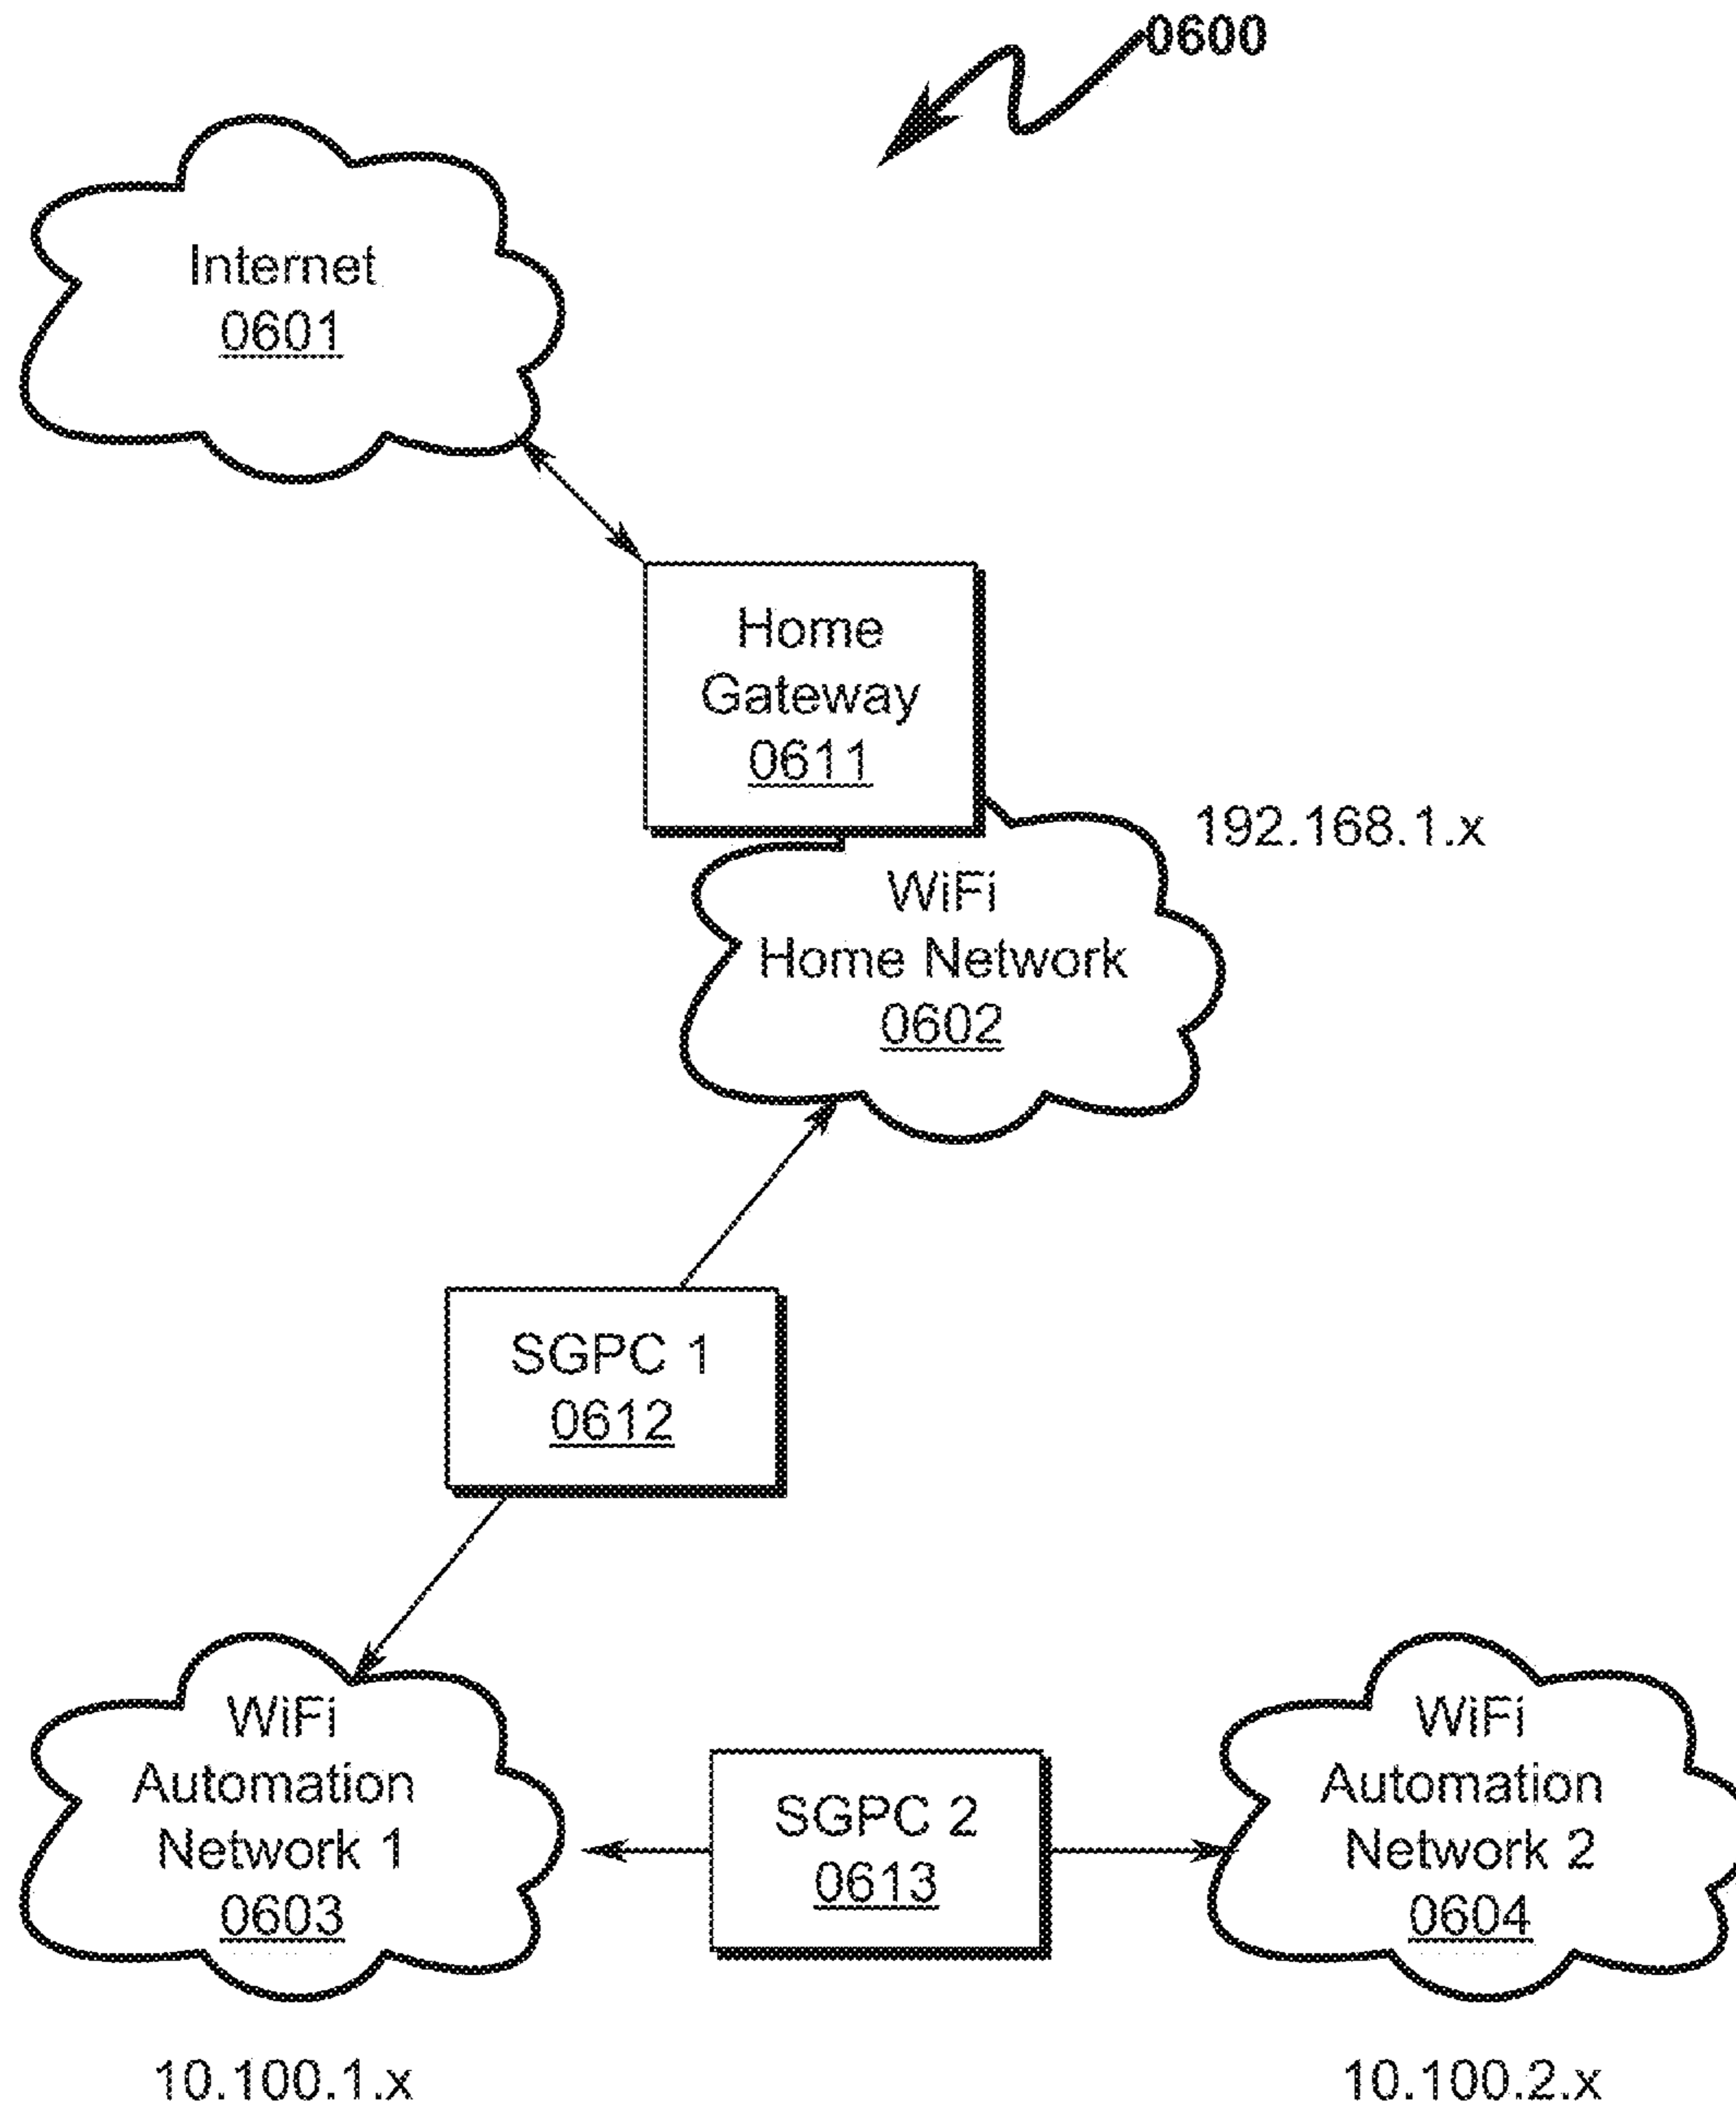 0600
Internet
0601
Home
Gateway
0611
192.168.1.x
WiFi
Home Network
0602
SGPC 1
0612
WiFi
Automation
Network 1
0603
SGPC 2
0613
WiFi
Automation
Network 2
0604
10.100.1.x
10.100.2.x